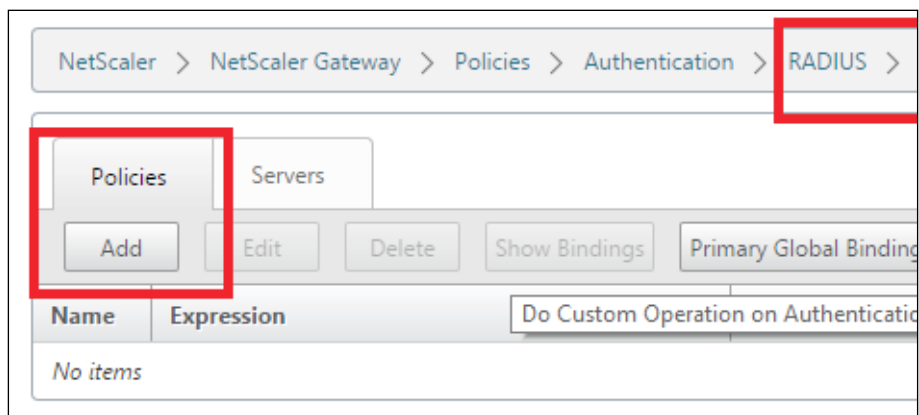 NetScaler > NetScaler Gateway > Policies > Authentication > RADIUS >
Policies Servers
Add Edit Delete Show Bindings Primary Global Binding
Name Expression Do Custom Operation on Authenticatio
No items